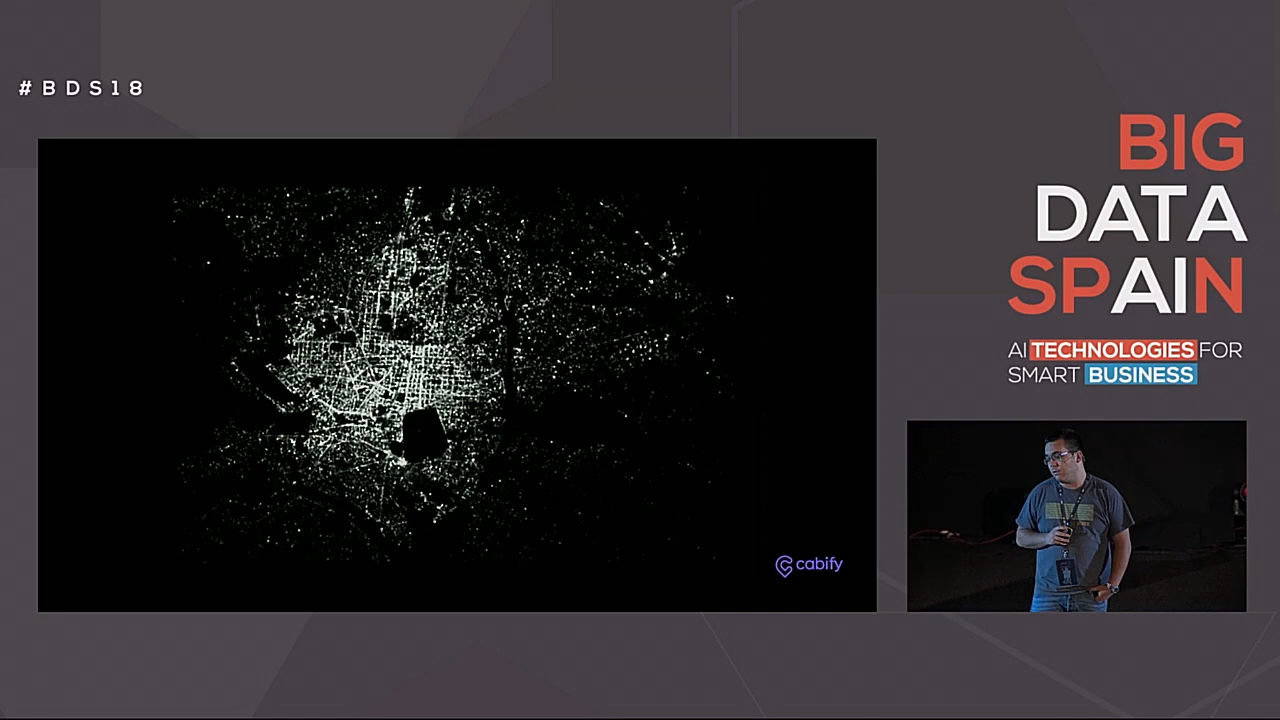 #BDS18
BIG
DATA
SPAIN
AI TECHNOLOGIES FOR
SMART BUSINESS
cabify